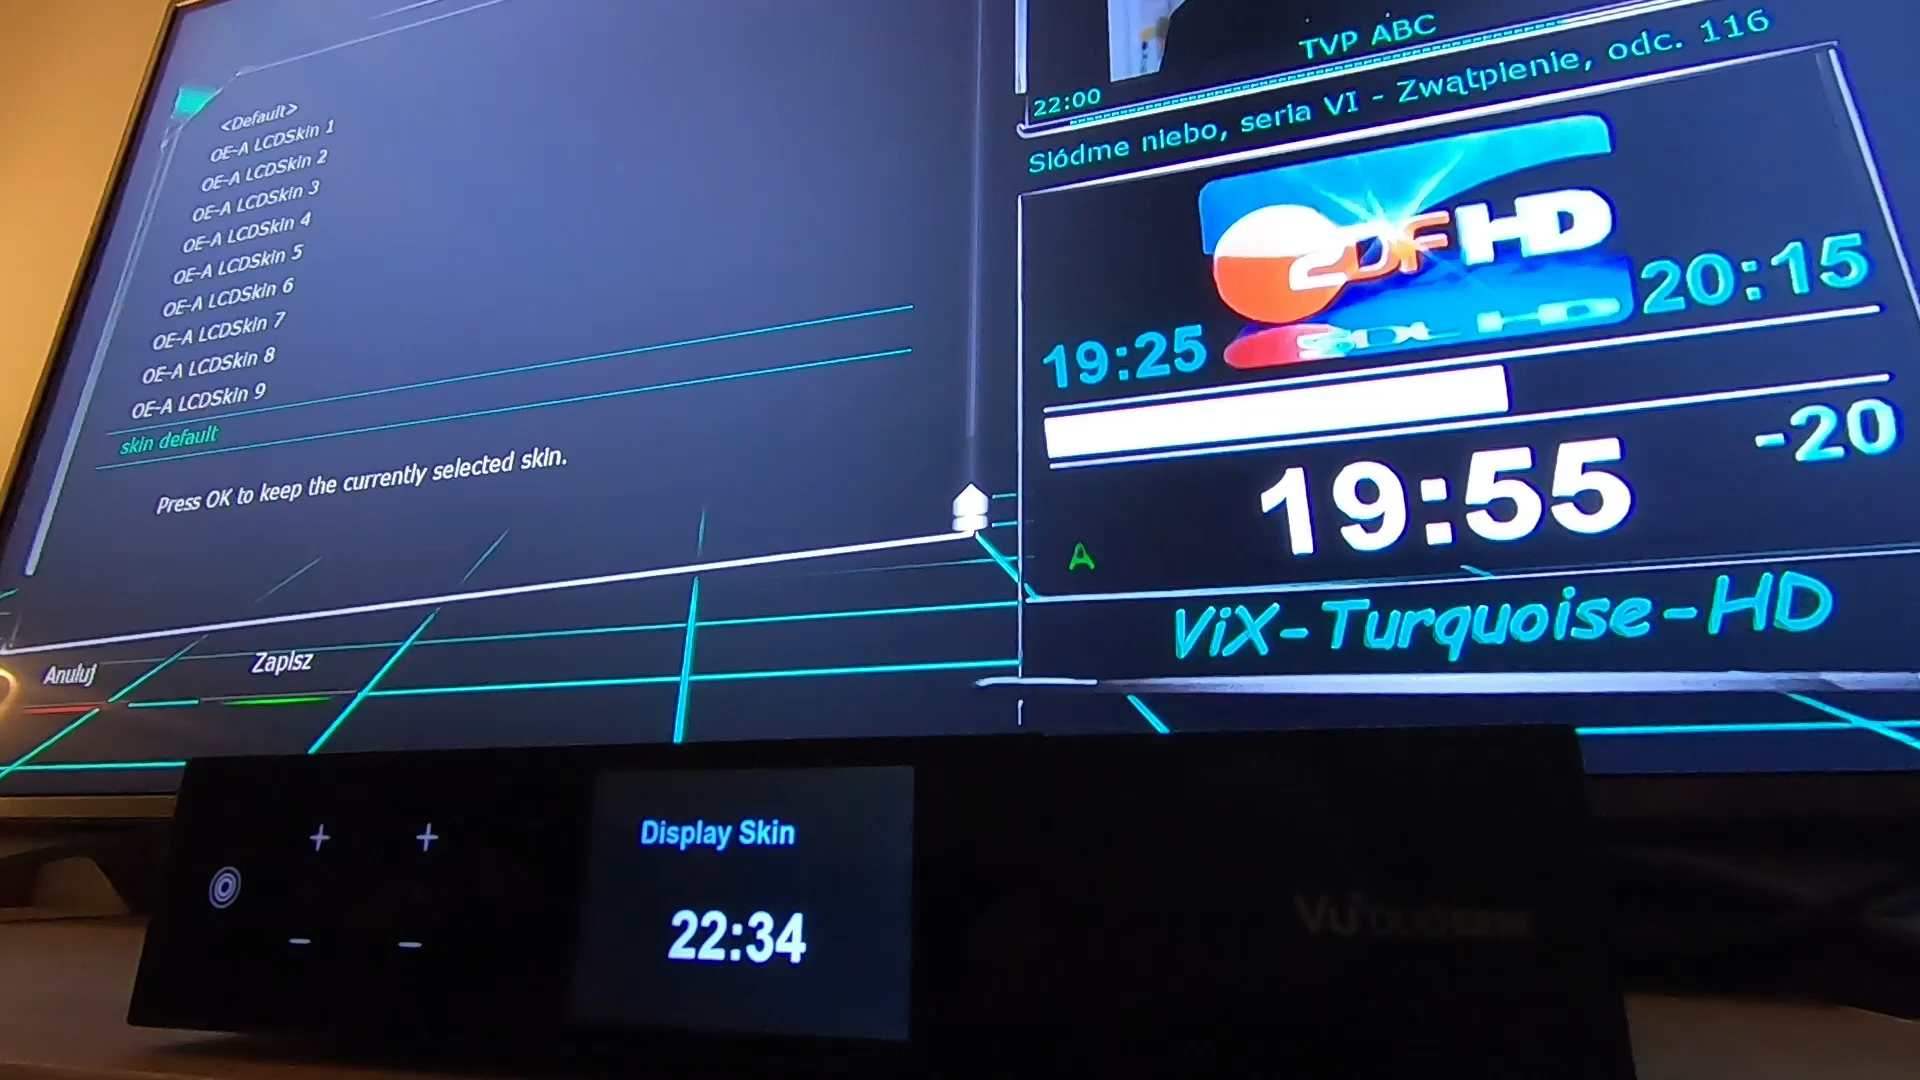 <Default>
OE-A LCDSkin 1
OE-A LCDSkin 2
OE-A LCDSkin 3
OE-A LCDSkin 4
OE-A LCDSkin 5
OE-A LCDSkin 6
OE-A LCDSkin 7
OE-A LCDSkin 8
OE-A LCDSkin 9
skin default
Press OK to keep the currently selected skin.
Anuluj
Zapisz
TVP ABC
22:00
Siódme niebo, seria VI - Zwątpienie, odc. 116
ZDF HD
19:25
20:15
-20
19:55
A
ViX-Turquoise-HD
+ +
- -
Display Skin
22:34
Vu+ DUO